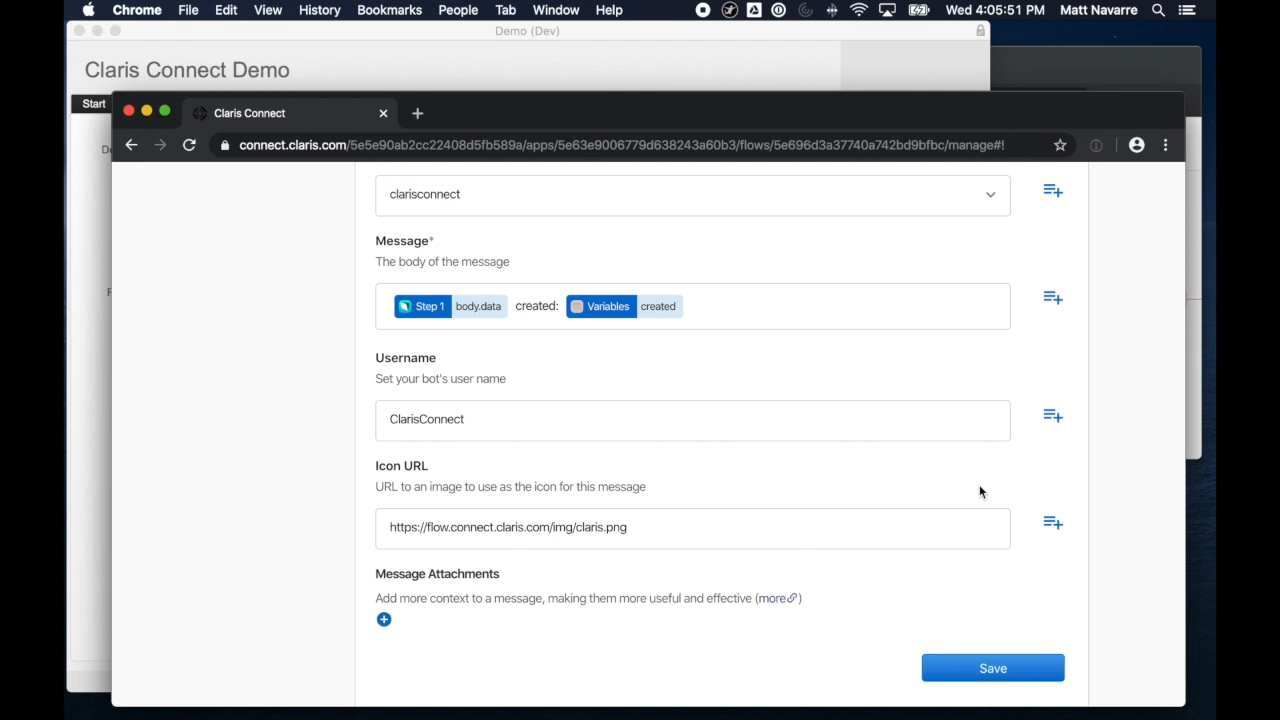 Chrome File Edit View History Bookmarks People Tab Window Help Wed 4:05:51 PM Matt Navarre
Demo (Dev)
Claris Connect Demo
Start
Claris Connect
connect.claris.com/5e5e90ab2cc22408d5fb589a/apps/5e63e9006779d638243a60b3/flows/5e696d3a37740a742bd9bfbc/manage#!
clarisconnect
Message*
The body of the message
Step 1 body.data created: Variables created
Username
Set your bot's user name
ClarisConnect
Icon URL
URL to an image to use as the icon for this message
https://flow.connect.claris.com/img/claris.png
Message Attachments
Add more context to a message, making them more useful and effective (more)
Save